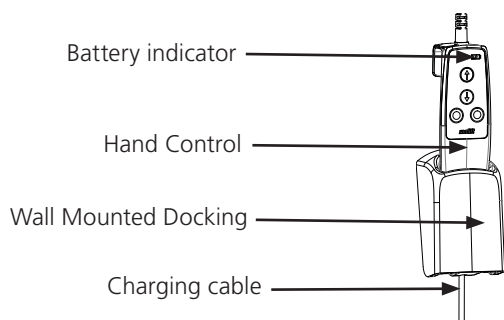 Battery indicator
Hand Control
Wall Mounted Docking
Charging cable